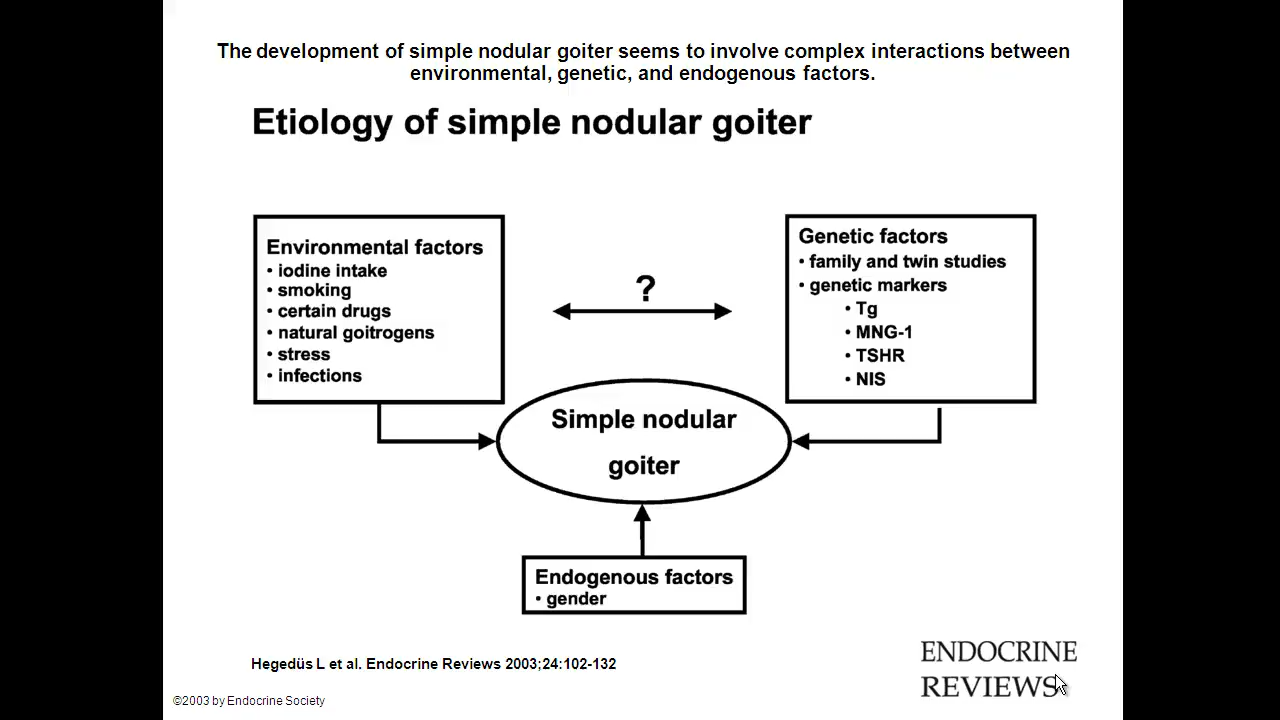 The development of simple nodular goiter seems to involve complex interactions between
environmental, genetic, and endogenous factors.
Etiology of simple nodular goiter
Environmental factors
• iodine intake
• smoking
• certain drugs
• natural goitrogens
• stress
• infections
?
Genetic factors
• family and twin studies
• genetic markers
• Tg
• MNG-1
• TSHR
• NIS
Simple nodular
goiter
Endogenous factors
• gender
Hegedüs L et al. Endocrine Reviews 2003;24:102-132
ENDOCRINE
REVIEWS
©2003 by Endocrine Society